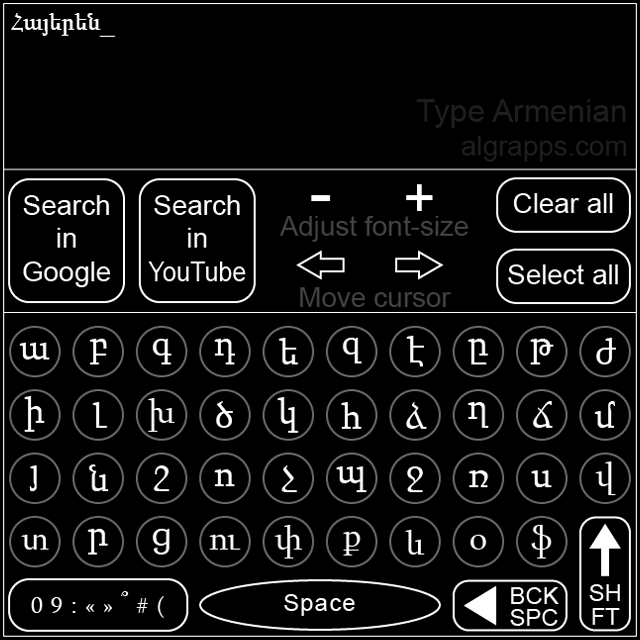 Հայերեն_
Type Armenian
algrapps.com
Search in Google
Search in YouTube
- +
Adjust font-size
Move cursor
Clear all
Select all
ա բ գ դ ե զ է ը թ ժ
ի լ խ ծ կ հ ձ ղ ճ մ
յ ն շ ո չ պ ջ ռ ս վ
տ ր ց ու փ ք և օ ֆ
SH
FT
0 9 : « » ՞ # (
Space
BCK
SPC